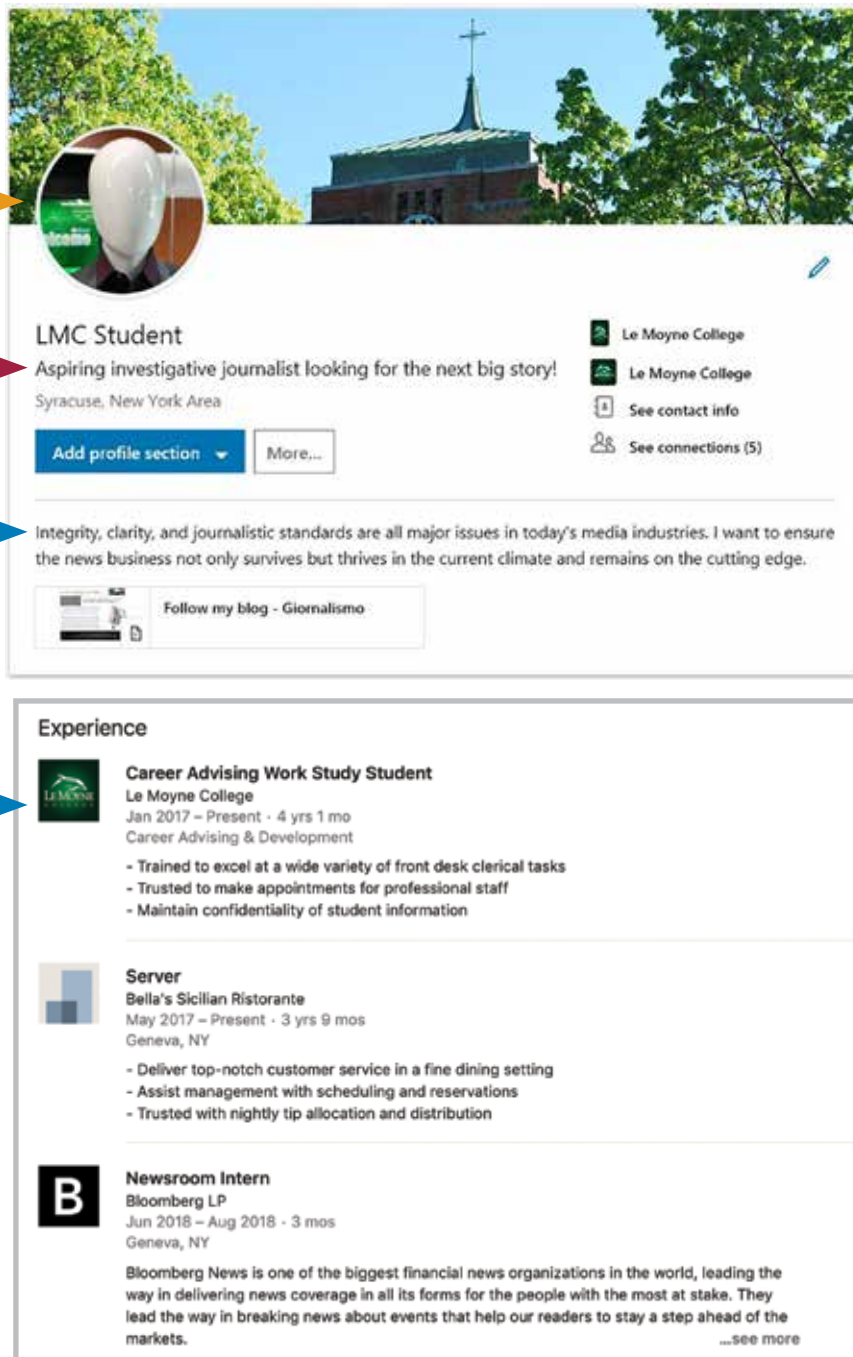 welcome
LMC Student
Aspiring investigative journalist looking for the next big story!
Syracuse, New York Area
Add profile section
More...
Le Moyne College
Le Moyne College
See contact info
See connections (5)
Integrity, clarity, and journalistic standards are all major issues in today's media industries. I want to ensure
the news business not only survives but thrives in the current climate and remains on the cutting edge.
Follow my blog - Giornalismo
Experience
LE MOYNE
COLLEGE
Career Advising Work Study Student
Le Moyne College
Jan 2017 – Present · 4 yrs 1 mo
Career Advising & Development
- Trained to excel at a wide variety of front desk clerical tasks
- Trusted to make appointments for professional staff
- Maintain confidentiality of student information
Server
Bella's Sicilian Ristorante
May 2017 – Present · 3 yrs 9 mos
Geneva, NY
- Deliver top-notch customer service in a fine dining setting
- Assist management with scheduling and reservations
- Trusted with nightly tip allocation and distribution
B
Newsroom Intern
Bloomberg LP
Jun 2018 – Aug 2018 · 3 mos
Geneva, NY
Bloomberg News is one of the biggest financial news organizations in the world, leading the
way in delivering news coverage in all its forms for the people with the most at stake. They
lead the way in breaking news about events that help our readers to stay a step ahead of the
markets. ...see more